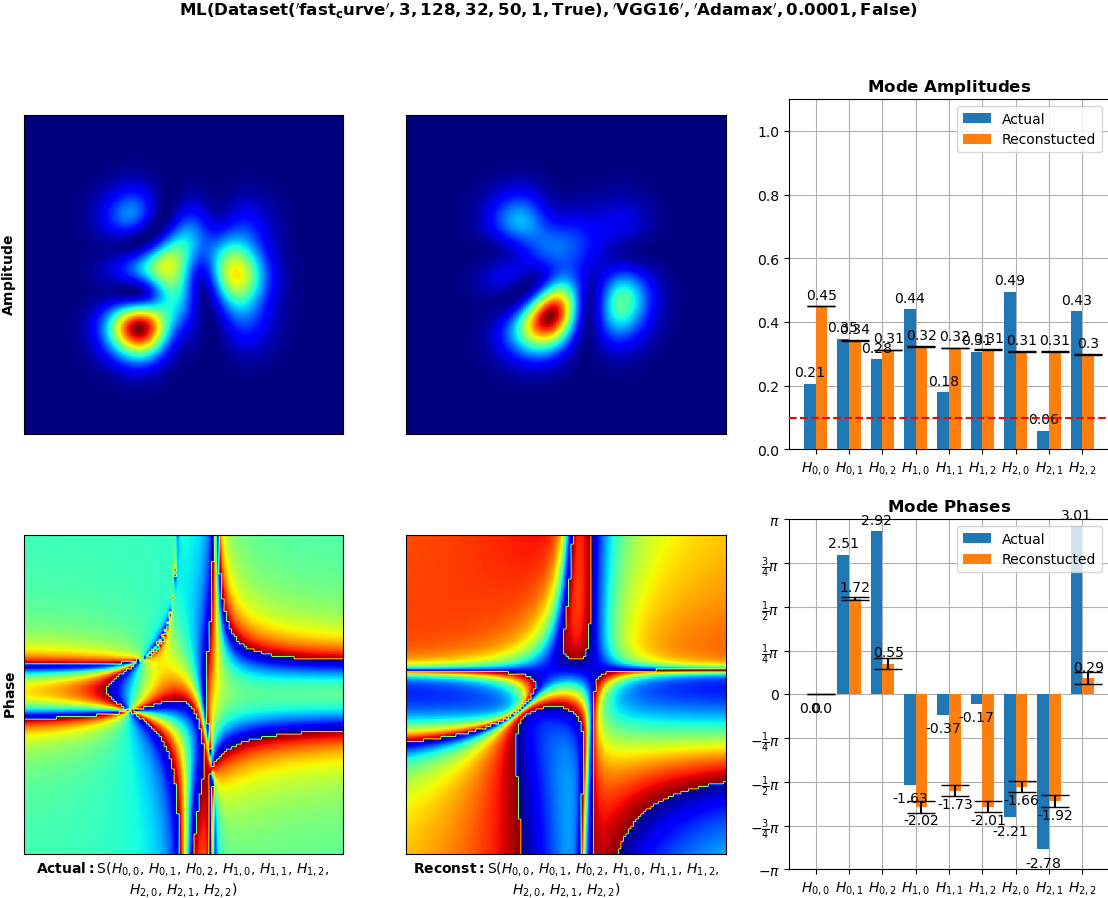 ML(Dataset('fast_curve', 3, 128, 32, 50, 1, True), 'VGG16', 'Adamax', 0.0001, False)
Amplitude
Mode Amplitudes
Actual
Reconstucted
1.0
0.8
0.6
0.4
0.2
0.0
0.21 0.45 0.35 0.34 0.28 0.31 0.44 0.32 0.18 0.32 0.31 0.31 0.49 0.31 0.06 0.31 0.43 0.3
H0,0 H0,1 H0,2 H1,0 H1,1 H1,2 H2,0 H2,1 H2,2
Phase
Actual: S(H0,0, H0,1, H0,2, H1,0, H1,1, H1,2,
H2,0, H2,1, H2,2)
Reconst: S(H0,0, H0,1, H0,2, H1,0, H1,1, H1,2,
H2,0, H2,1, H2,2)
Mode Phases
Actual
Reconstucted
π
3/4π
1/2π
1/4π
0
−1/4π
−1/2π
−3/4π
−π
0.0 0.0 2.51 1.72 2.92 0.55 -1.63 -2.02 -0.37 -1.73 -0.17 -2.01 -2.21 -1.66 -2.78 -1.92 3.01 0.29
H0,0 H0,1 H0,2 H1,0 H1,1 H1,2 H2,0 H2,1 H2,2